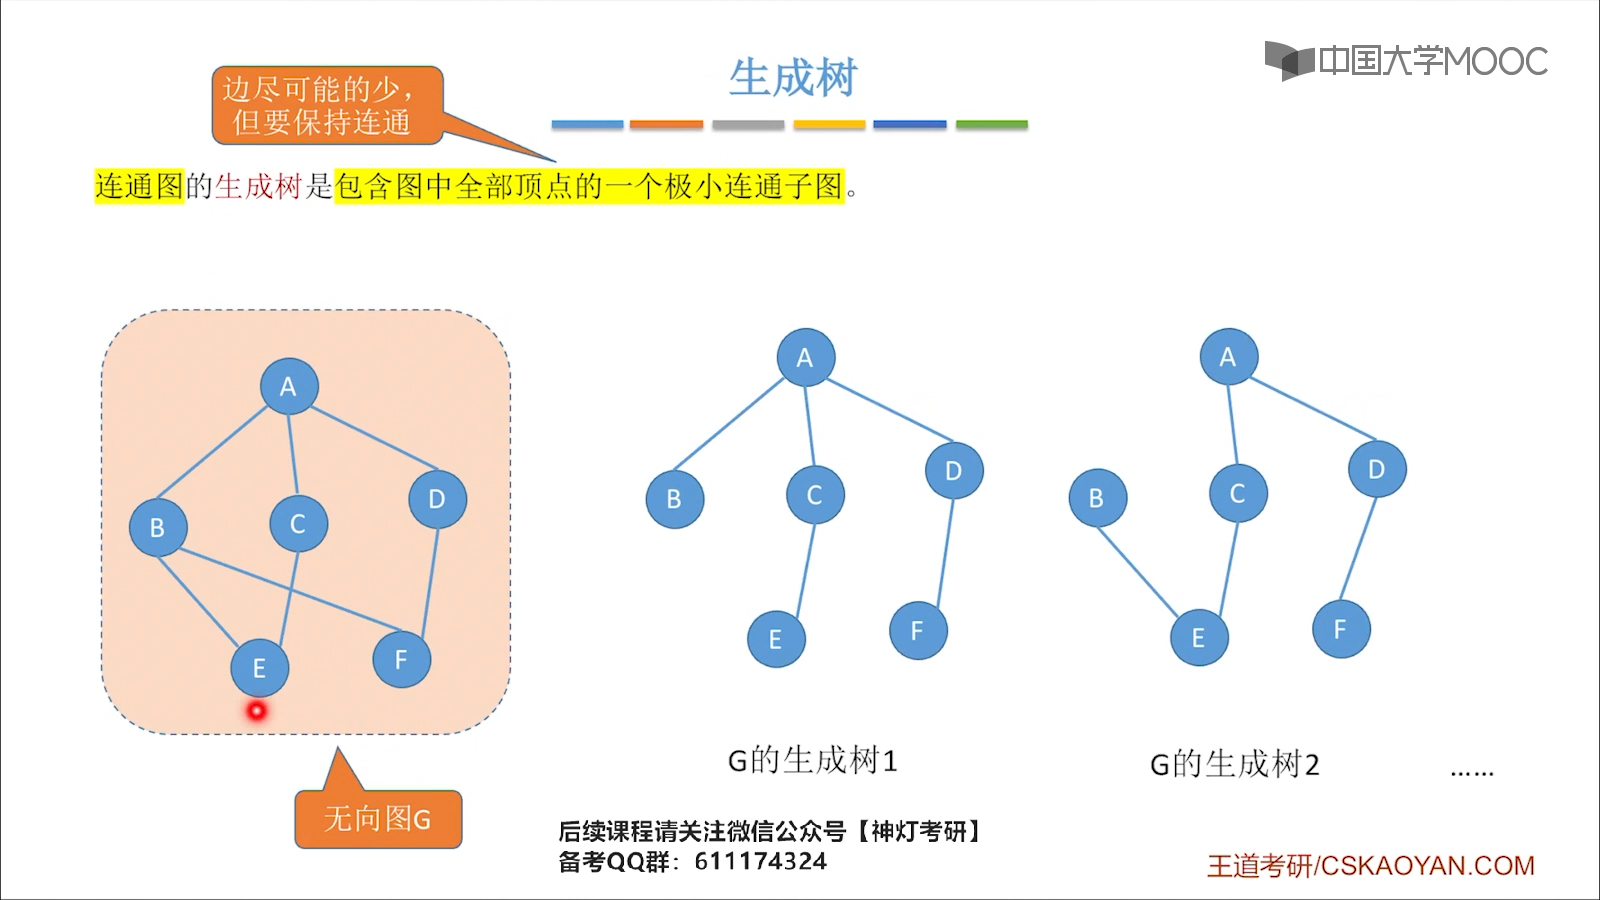 中国大学MOOC
生成树
边尽可能的少，
但要保持连通
连通图的生成树是包含图中全部顶点的一个极小连通子图。
A
B
C
D
E
F
无向图G
A
B
C
D
E
F
G的生成树1
A
B
C
D
E
F
G的生成树2
……
后续课程请关注微信公众号【神灯考研】
备考QQ群：611174324
王道考研/CSKAOYAN.COM